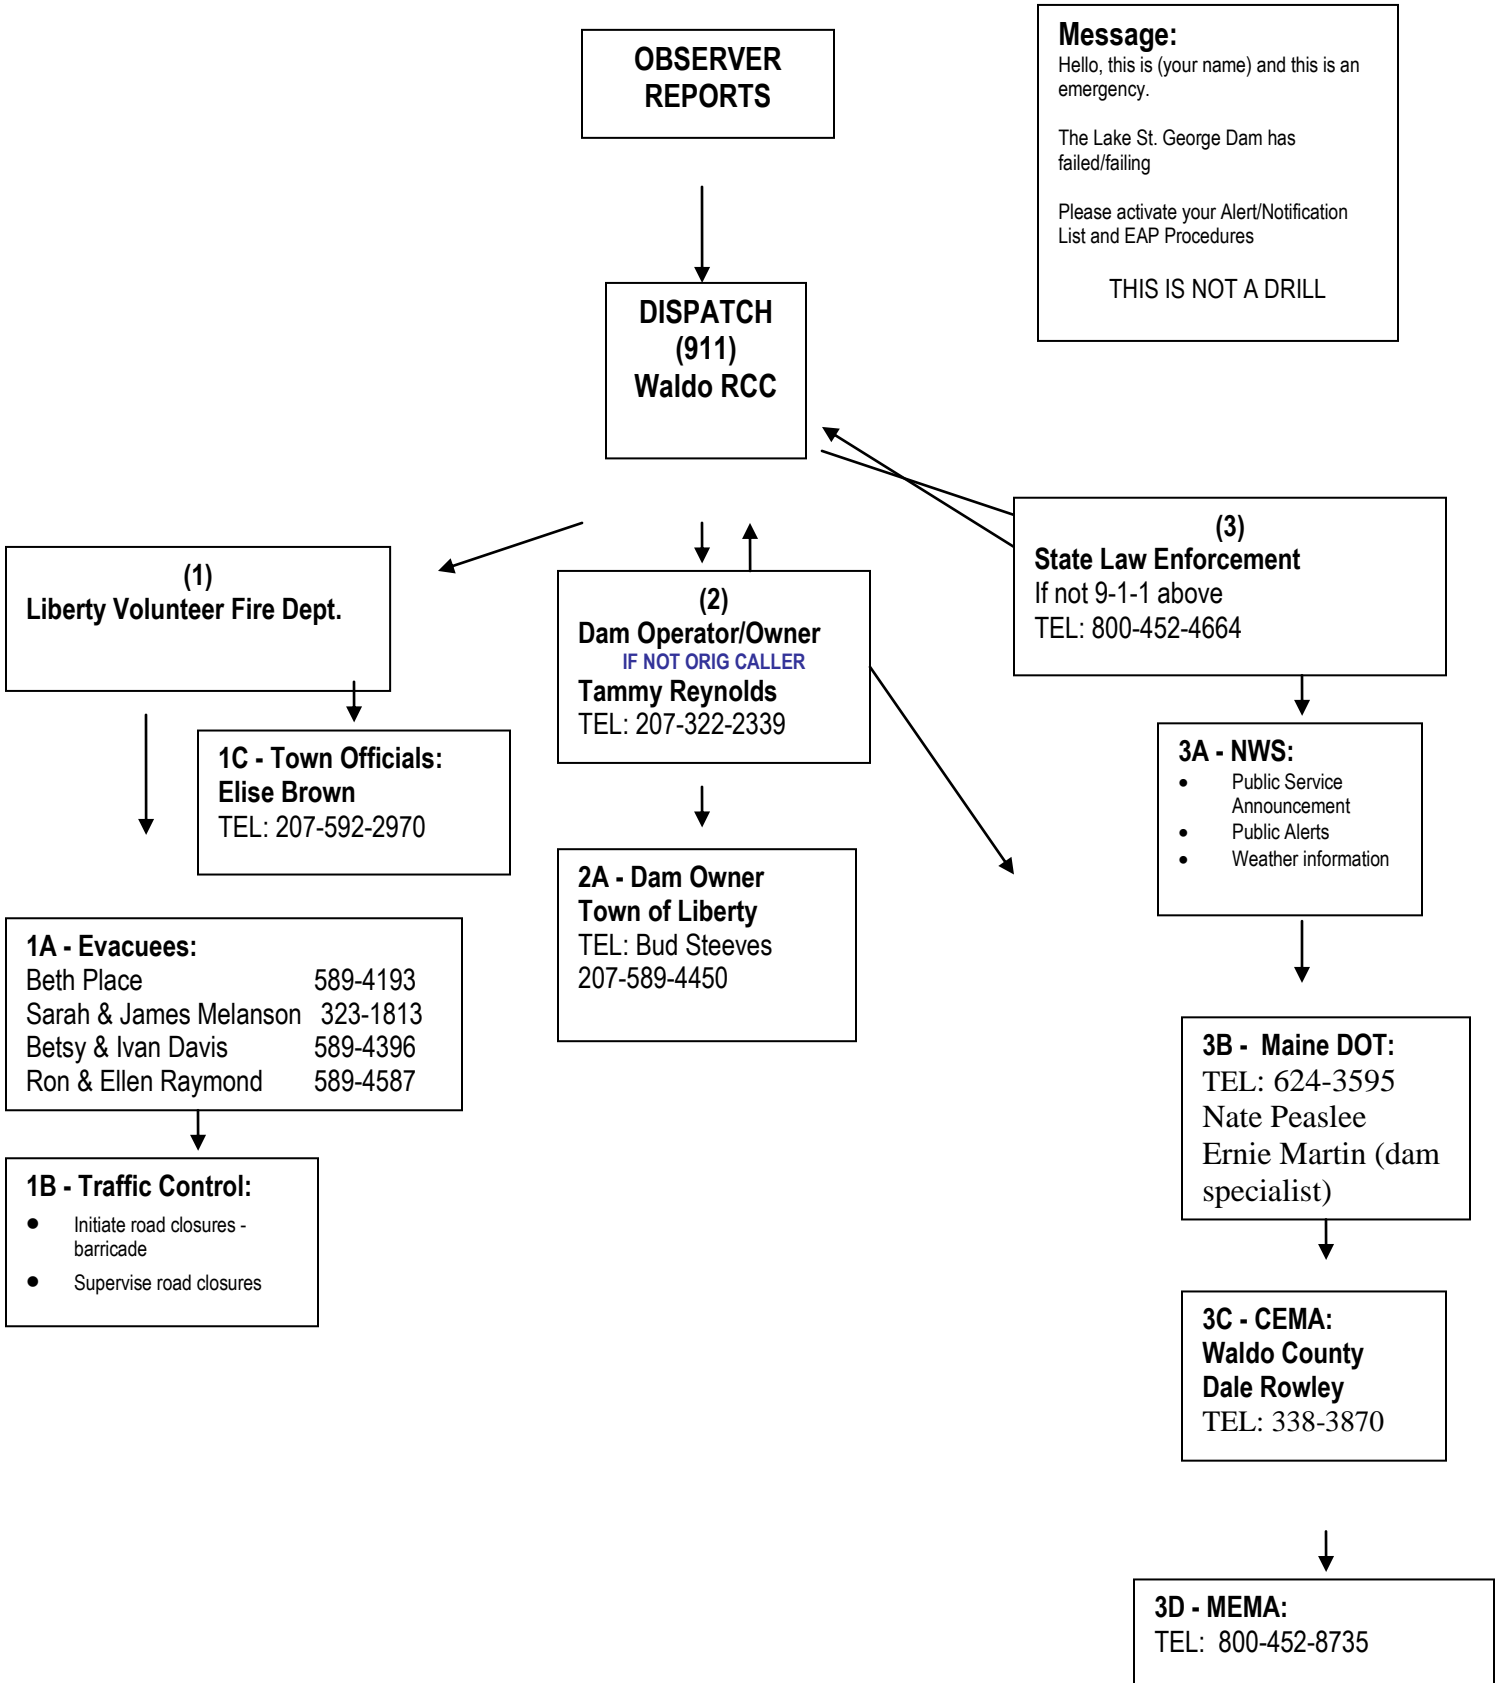 OBSERVER
REPORTS
Message:
Hello, this is (your name) and this is an
emergency.
The Lake St. George Dam has
failed/failing
Please activate your Alert/Notification
List and EAP Procedures
THIS IS NOT A DRILL
DISPATCH
(911)
Waldo RCC
(1)
Liberty Volunteer Fire Dept.
(2)
Dam Operator/Owner
IF NOT ORIG CALLER
Tammy Reynolds
TEL: 207-322-2339
(3)
State Law Enforcement
If not 9-1-1 above
TEL: 800-452-4664
1C - Town Officials:
Elise Brown
TEL: 207-592-2970
3A - NWS:
• Public Service
Announcement
• Public Alerts
• Weather information
2A - Dam Owner
Town of Liberty
TEL: Bud Steeves
207-589-4450
1A - Evacuees:
Beth Place 589-4193
Sarah & James Melanson 323-1813
Betsy & Ivan Davis 589-4396
Ron & Ellen Raymond 589-4587
3B - Maine DOT:
TEL: 624-3595
Nate Peaslee
Ernie Martin (dam
specialist)
1B - Traffic Control:
• Initiate road closures -
barricade
• Supervise road closures
3C - CEMA:
Waldo County
Dale Rowley
TEL: 338-3870
3D - MEMA:
TEL: 800-452-8735